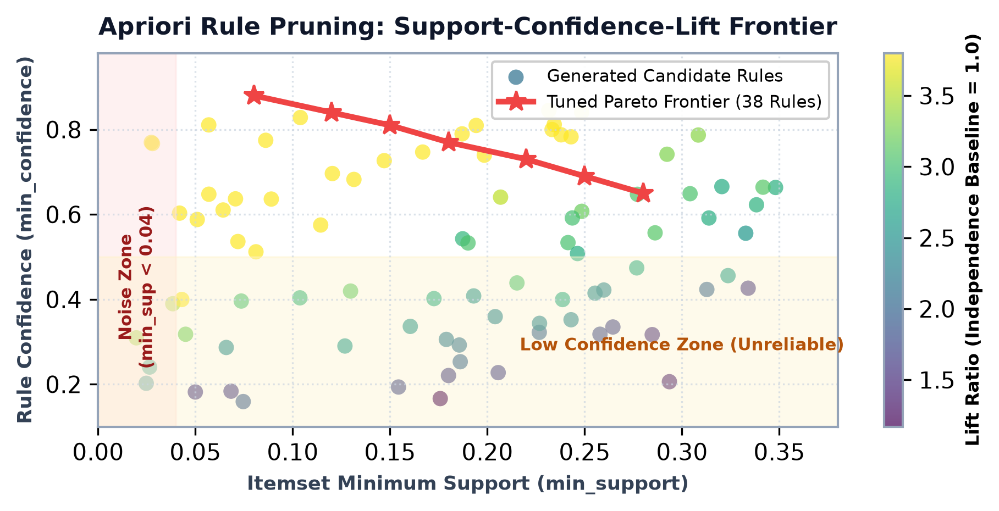 Apriori Rule Pruning: Support-Confidence-Lift Frontier
Generated Candidate Rules
Tuned Pareto Frontier (38 Rules)
Rule Confidence (min_confidence)
0.8
0.6
0.4
0.2
Noise Zone
(min_sup < 0.04)
Low Confidence Zone (Unreliable)
0.00
0.05
0.10
0.15
0.20
0.25
0.30
0.35
Itemset Minimum Support (min_support)
3.5
3.0
2.5
2.0
1.5
Lift Ratio (Independence Baseline = 1.0)